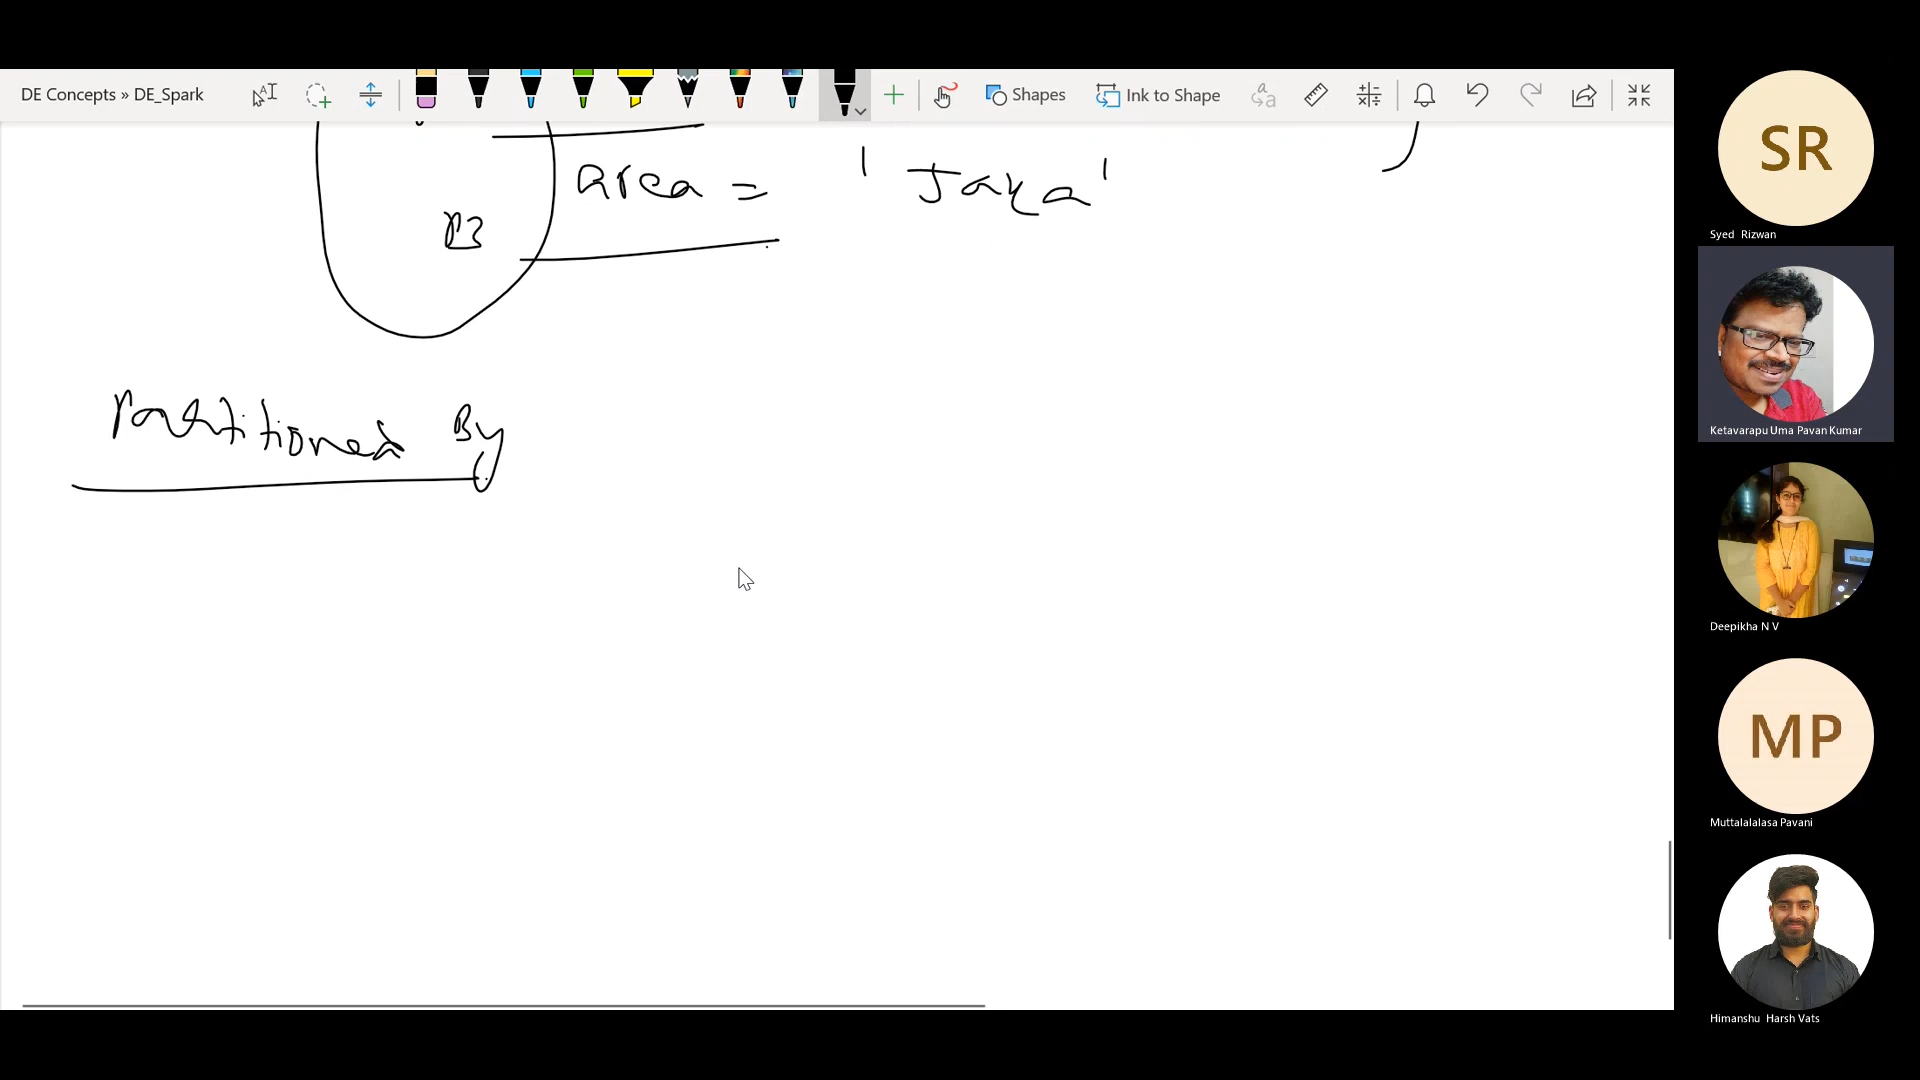 DE Concepts » DE_Spark
Shapes
Ink to Shape
area = ' Jaya'
P3
Partitioned By
SR
Syed Rizwan
Ketavarapu Uma Pavan Kumar
Deepikha N V
MP
Muttalalalasa Pavani
Himanshu Harsh Vats